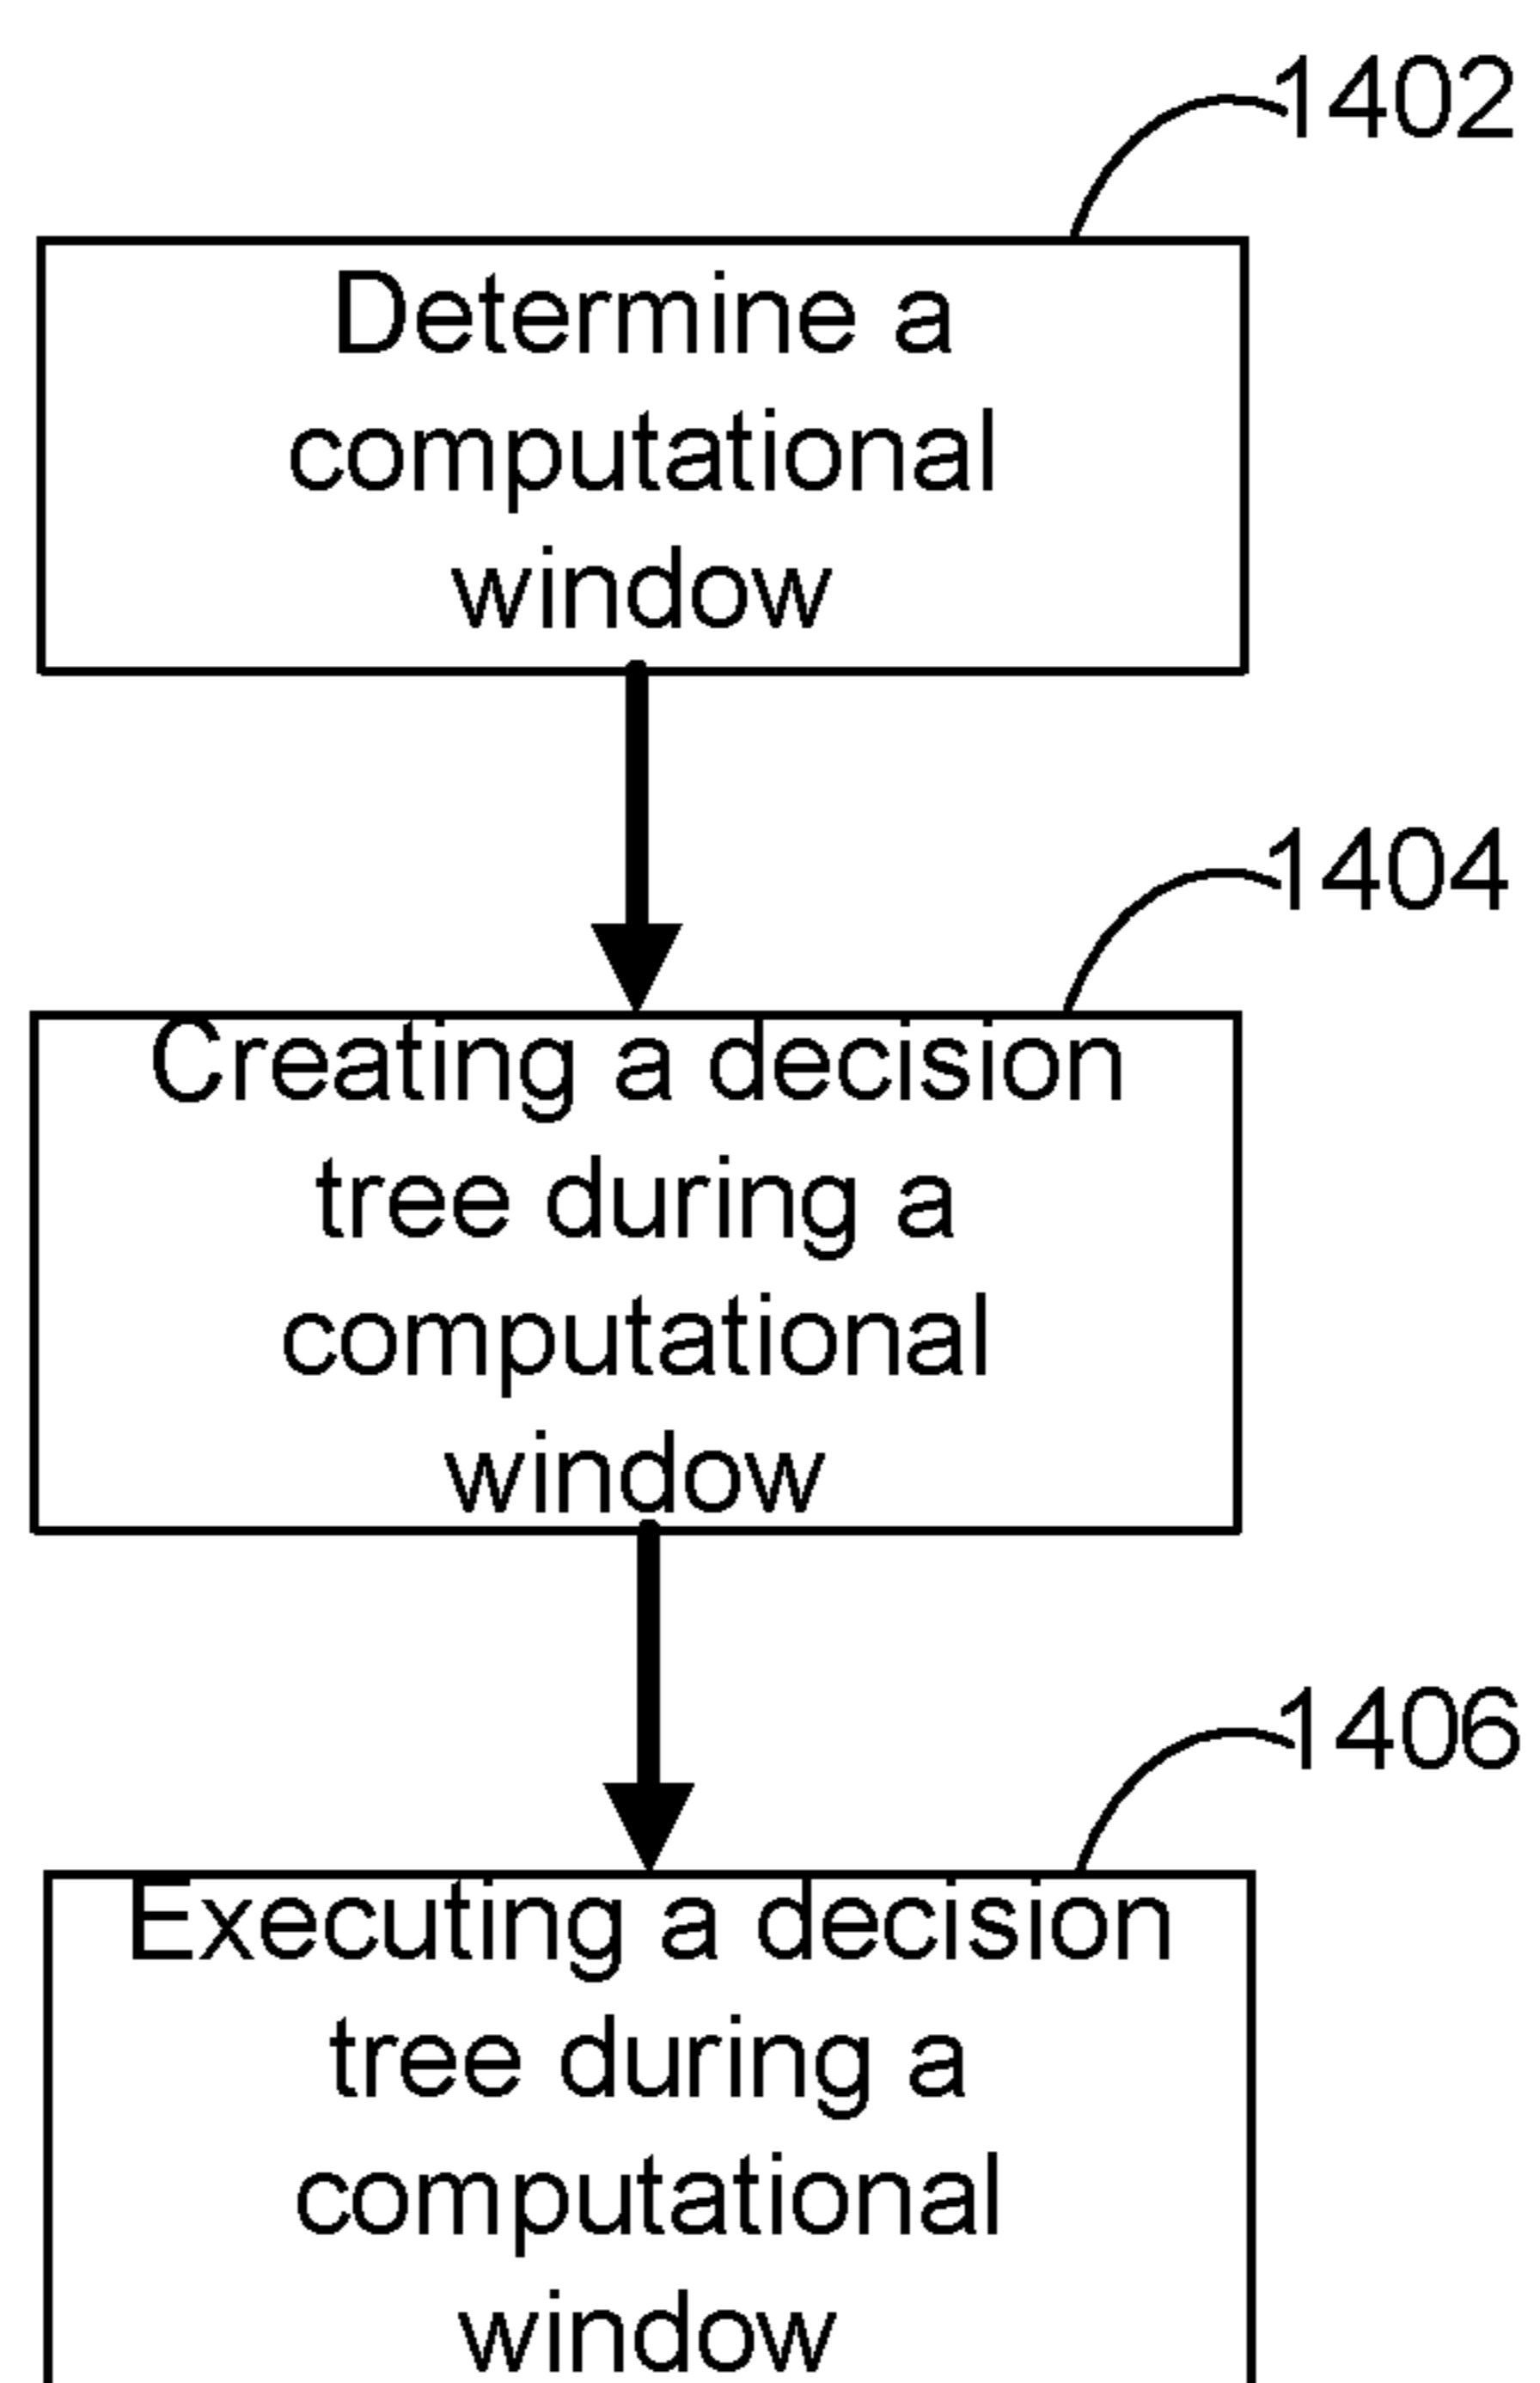 1402
Determine a
computational
window
1404
Creating a decision
tree during a
computational
window
1406
Executing a decision
tree during a
computational
window